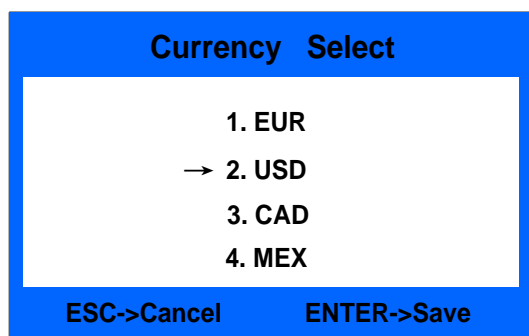 Currency Select
1. EUR
→ 2. USD
3. CAD
4. MEX
ESC->Cancel ENTER->Save